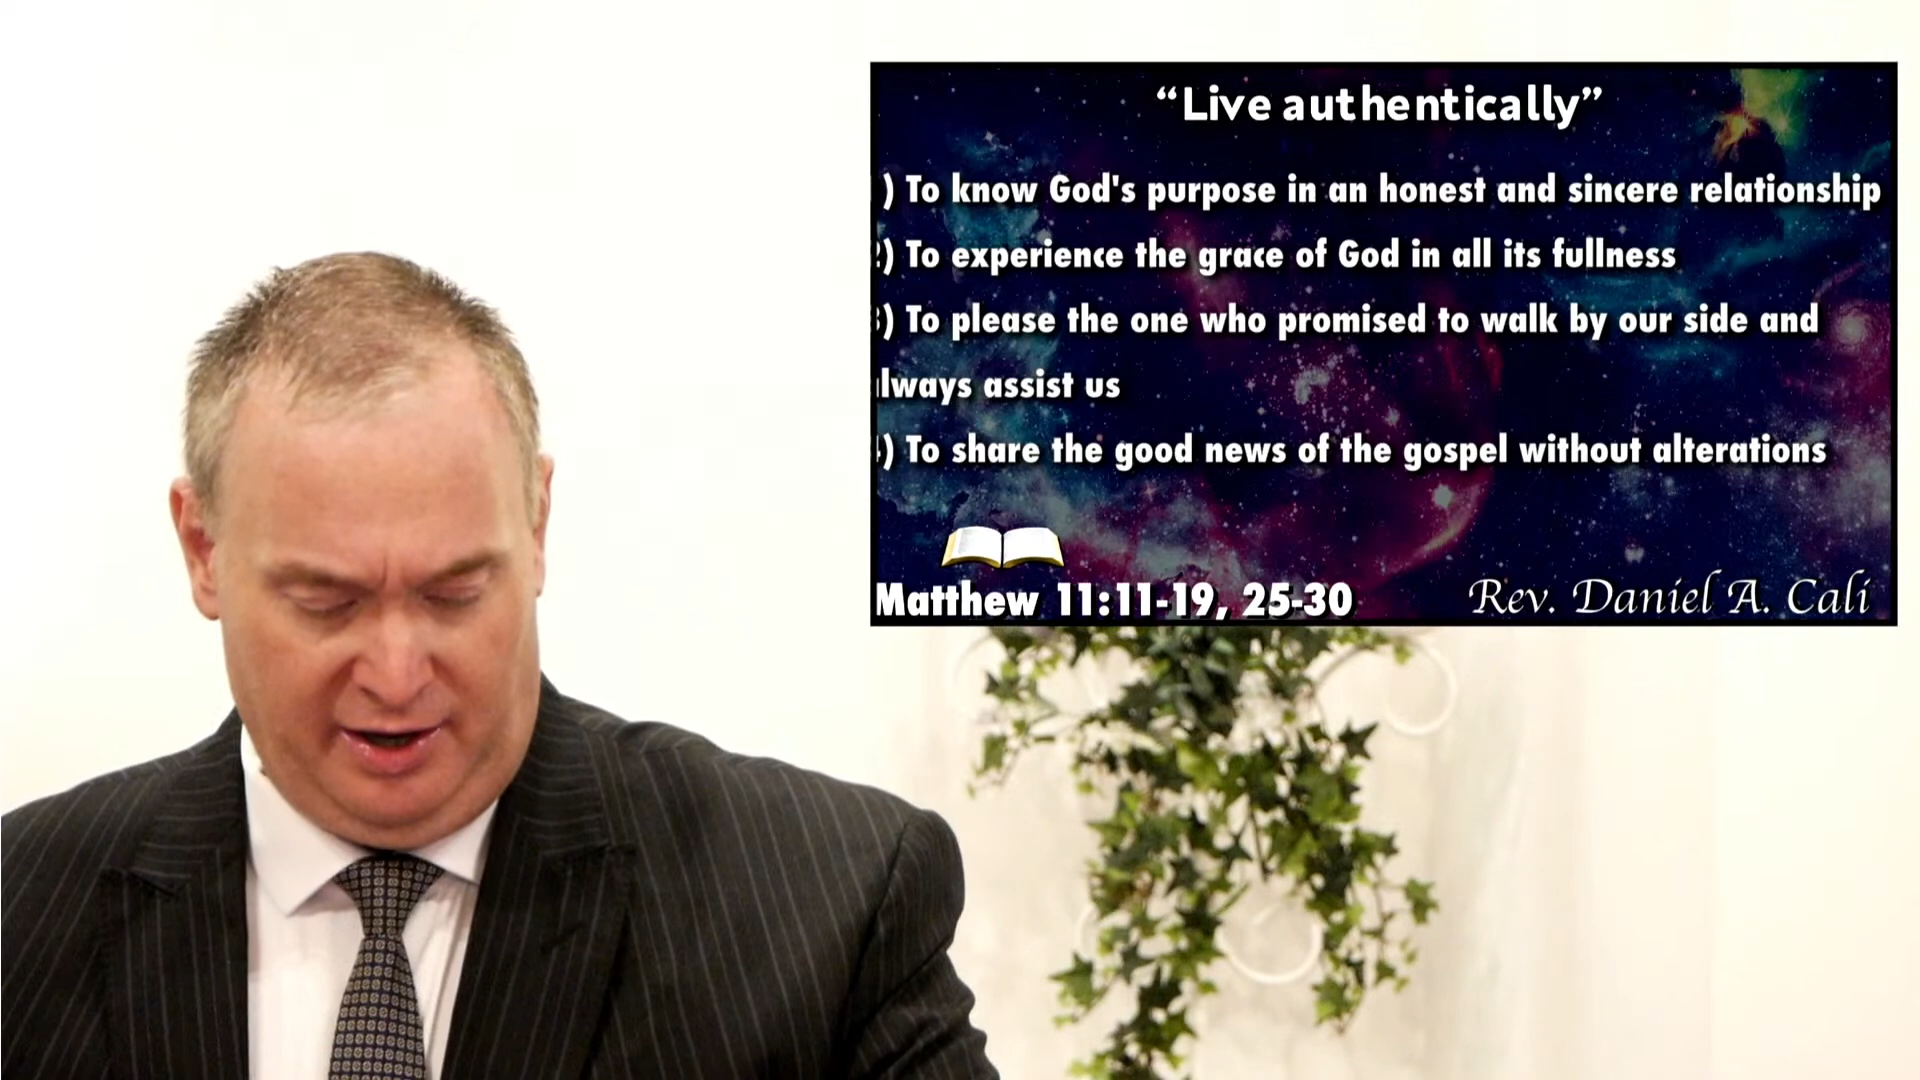 “Live authentically”
) To know God's purpose in an honest and sincere relationship
) To experience the grace of God in all its fullness
) To please the one who promised to walk by our side and
lways assist us
) To share the good news of the gospel without alterations
Matthew 11:11-19, 25-30
Rev. Daniel A. Cali